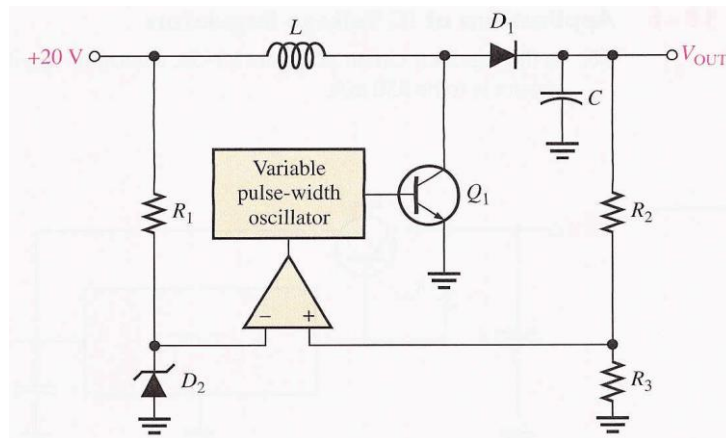 L
D1
+20 V
VOUT
C
Variable
pulse-width
oscillator
Q1
R1
R2
−
+
D2
R3